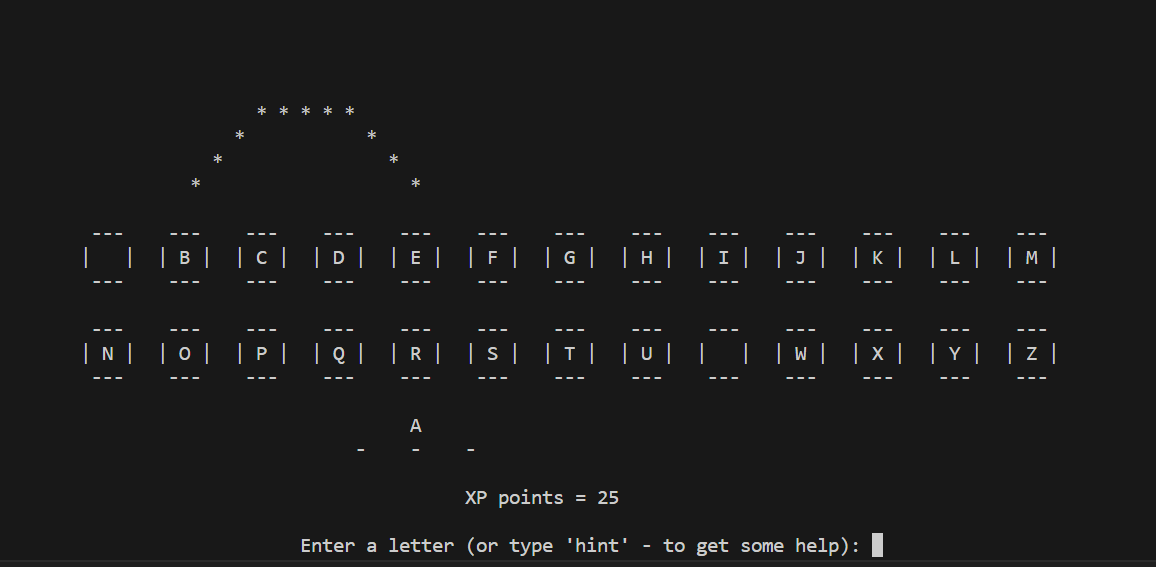 * * * * *
* *
* *
* *
--- --- --- --- --- --- --- --- --- --- --- --- ---
|   | | B | | C | | D | | E | | F | | G | | H | | I | | J | | K | | L | | M |
--- --- --- --- --- --- --- --- --- --- --- --- ---
--- --- --- --- --- --- --- --- --- --- --- --- ---
| N | | O | | P | | Q | | R | | S | | T | | U | |   | | W | | X | | Y | | Z |
--- --- --- --- --- --- --- --- --- --- --- --- ---
A
- - -
XP points = 25
Enter a letter (or type 'hint' - to get some help):